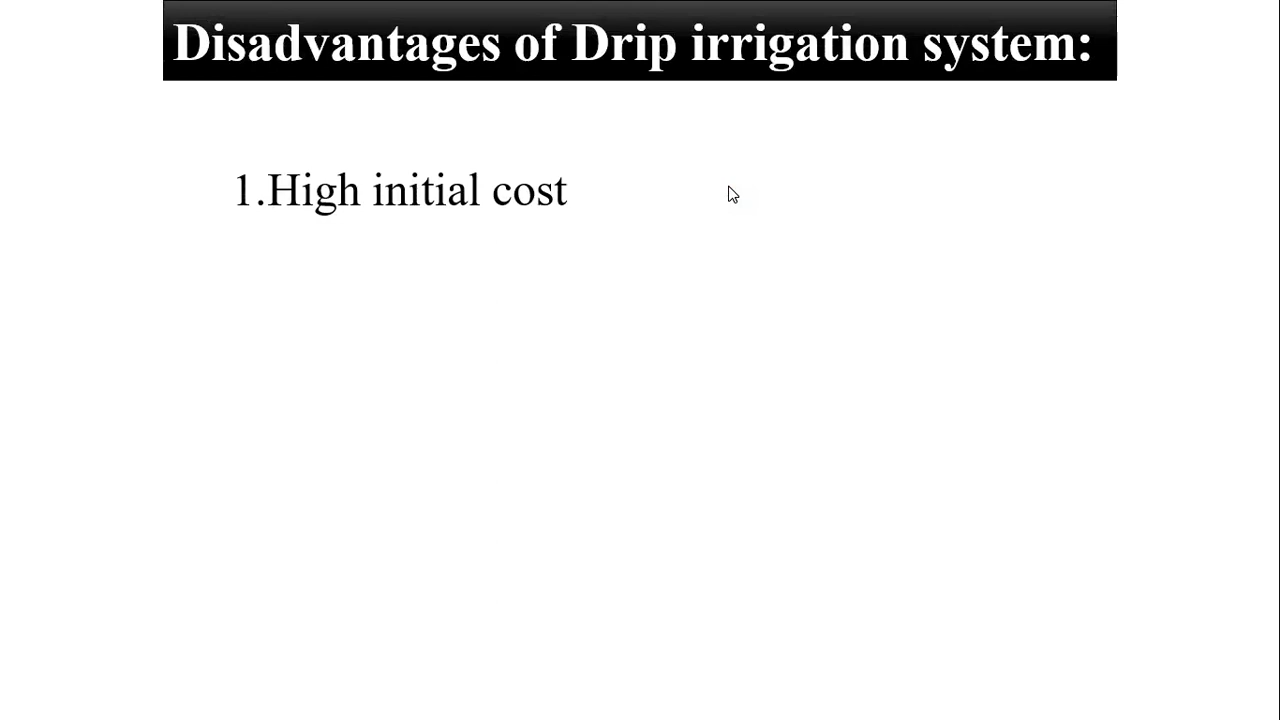 Disadvantages of Drip irrigation system:
1.High initial cost